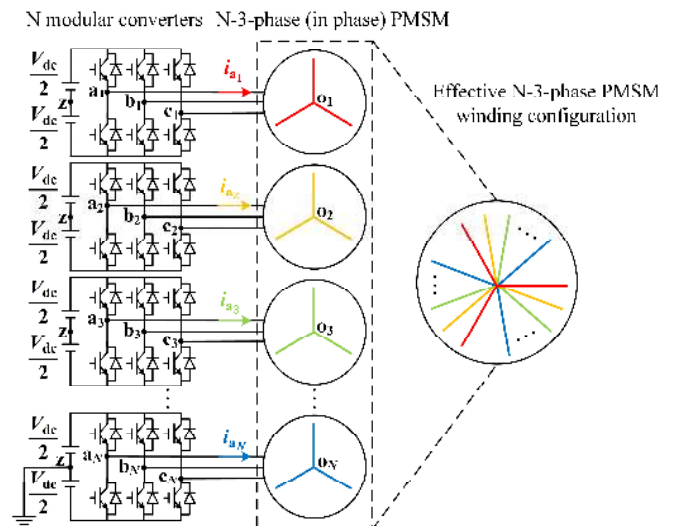 N modular converters N-3-phase (in phase) PMSM
Effective N-3-phase PMSM
winding configuration
Vdc
2
z
Vdc
2
a1
b1
c1
ia1
o1
Vdc
2
z
Vdc
2
a2
b2
c2
ia2
o2
Vdc
2
z
Vdc
2
a3
b3
c3
ia3
o3
Vdc
2
z
Vdc
2
aN
bN
cN
iaN
oN